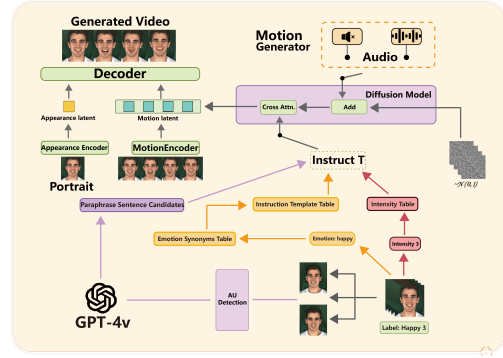 Generated Video
Motion
Generator
Audio
Decoder
Diffusion Model
Cross Attn.
Add
Appearance latent
Motion latent
Appearance Encoder
MotionEncoder
Portrait
Instruct T
~N(0,1)
Paraphrase Sentence Candidates
Instruction Template Table
Intensity Table
Emotion Synonyms Table
Emotion: happy
Intensity 3
GPT-4v
AU
Detection
Label: Happy 3